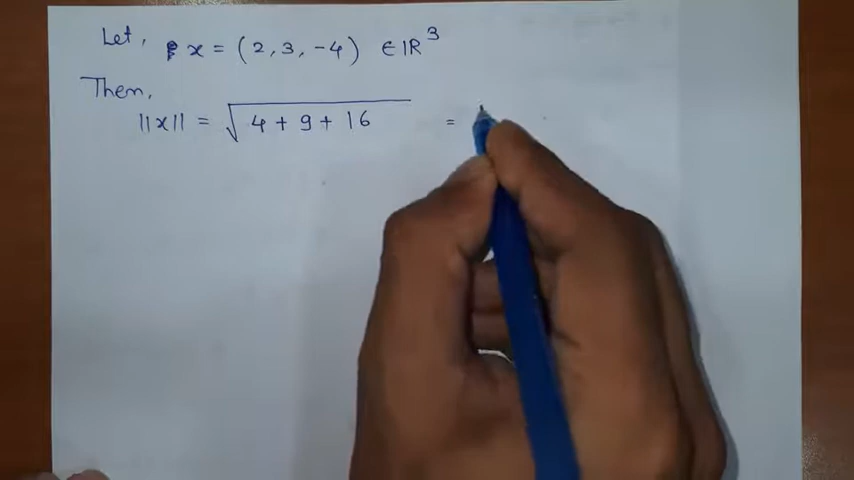 Let, x = (2, 3, -4) ∈ ℝ³
Then,
||x|| = √(4 + 9 + 16) =